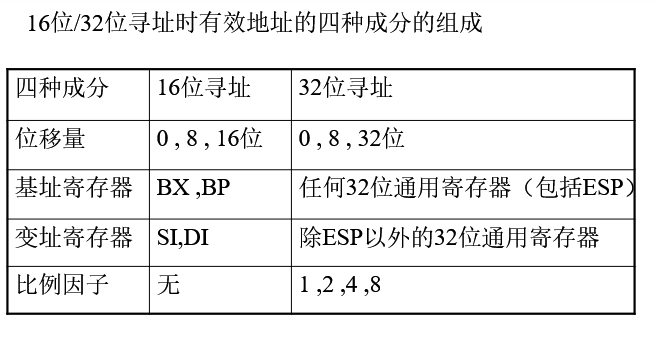 16位/32位寻址时有效地址的四种成分的组成
四种成分 16位寻址 32位寻址
位移量 0 , 8 , 16位 0 , 8 , 32位
基址寄存器 BX ,BP 任何32位通用寄存器（包括ESP）
变址寄存器 SI,DI 除ESP以外的32位通用寄存器
比例因子 无 1 ,2 ,4 ,8